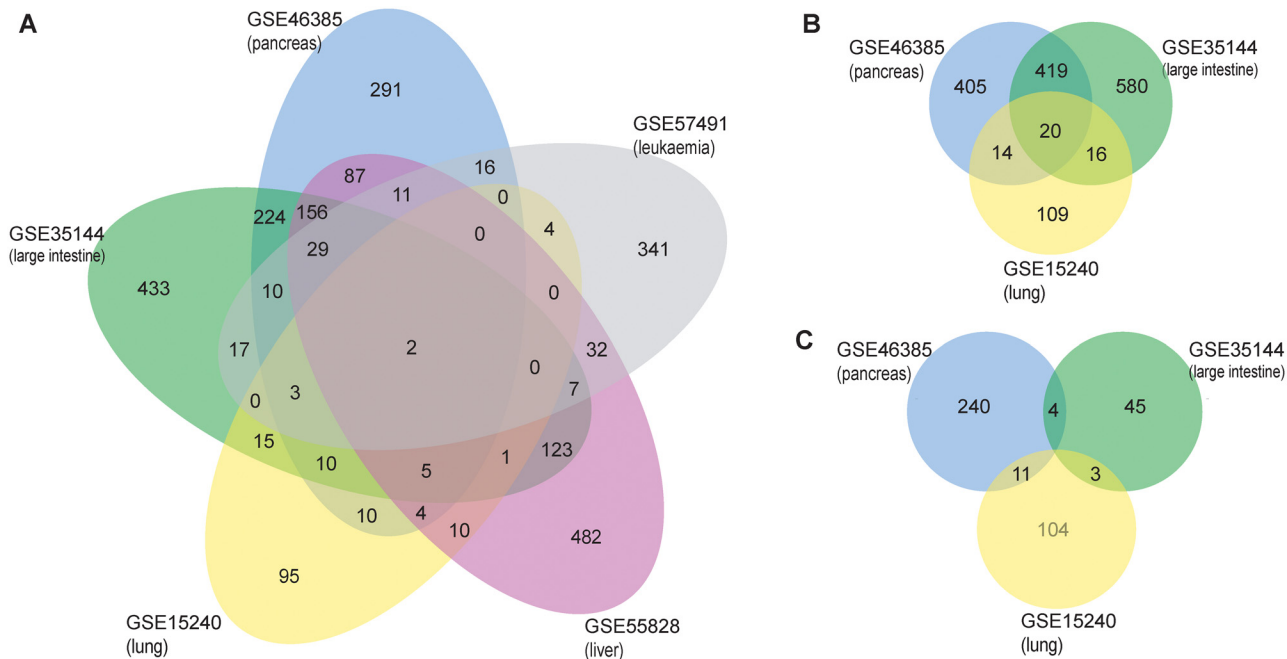 A
GSE46385
(pancreas)
291
GSE57491
(leukaemia)
16
87
11
0
224
156
0
4
GSE35144
(large intestine)
29
341
433
10
0
17
2
32
0
7
0
3
15
123
10
5
1
10
4
10
482
95
GSE15240
(lung)
GSE55828
(liver)
B
GSE46385
(pancreas)
GSE35144
(large intestine)
405
419
580
20
14
16
109
GSE15240
(lung)
C
GSE46385
(pancreas)
GSE35144
(large intestine)
240
4
45
11
3
104
GSE15240
(lung)